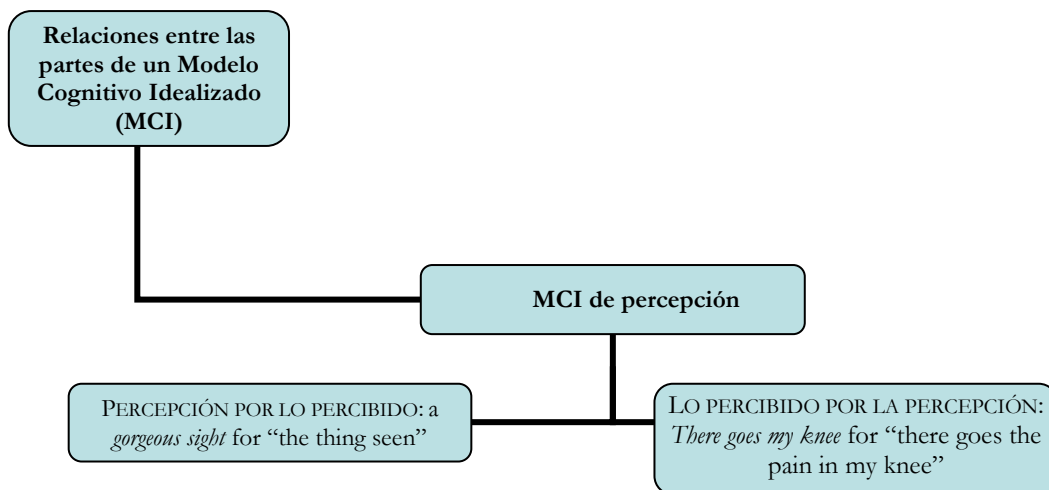 Relaciones entre las
partes de un Modelo
Cognitivo Idealizado
(MCI)
MCI de percepción
PERCEPCIÓN POR LO PERCIBIDO: a
gorgeous sight for “the thing seen”
LO PERCIBIDO POR LA PERCEPCIÓN:
There goes my knee for “there goes the
pain in my knee”